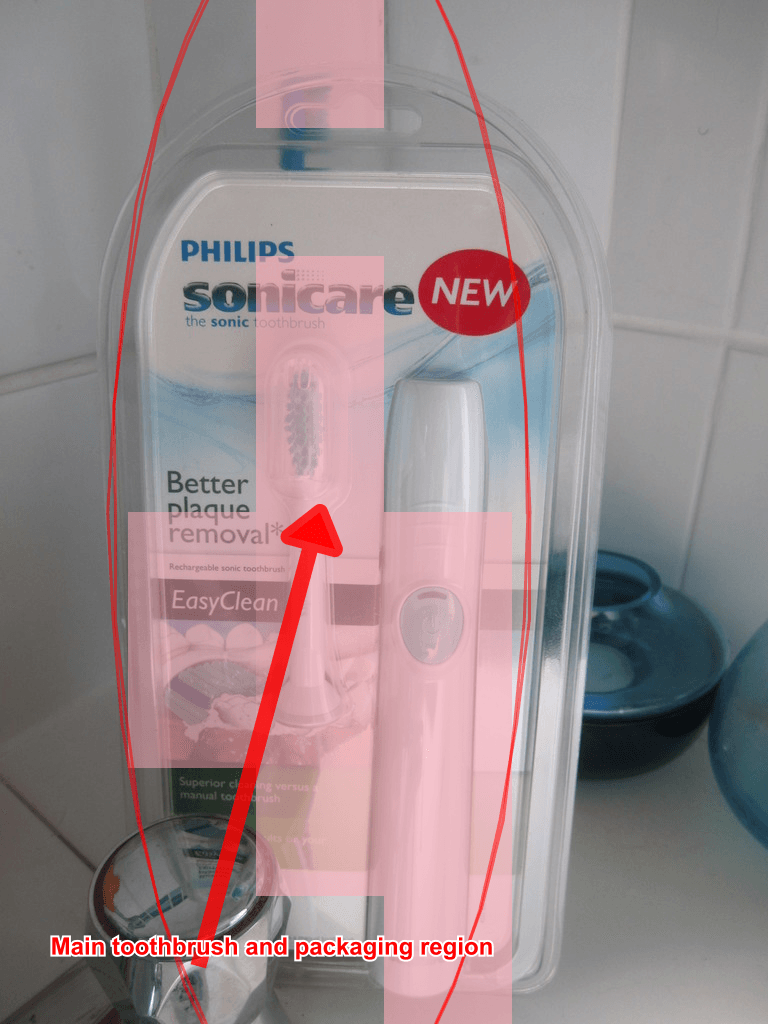 PHILIPS
sonicare
the sonic toothbrush
NEW
Better
plaque
removal*
Rechargeable sonic toothbrush
EasyClean
Superior cleaning versus a
manual toothbrush
Main toothbrush and packaging region